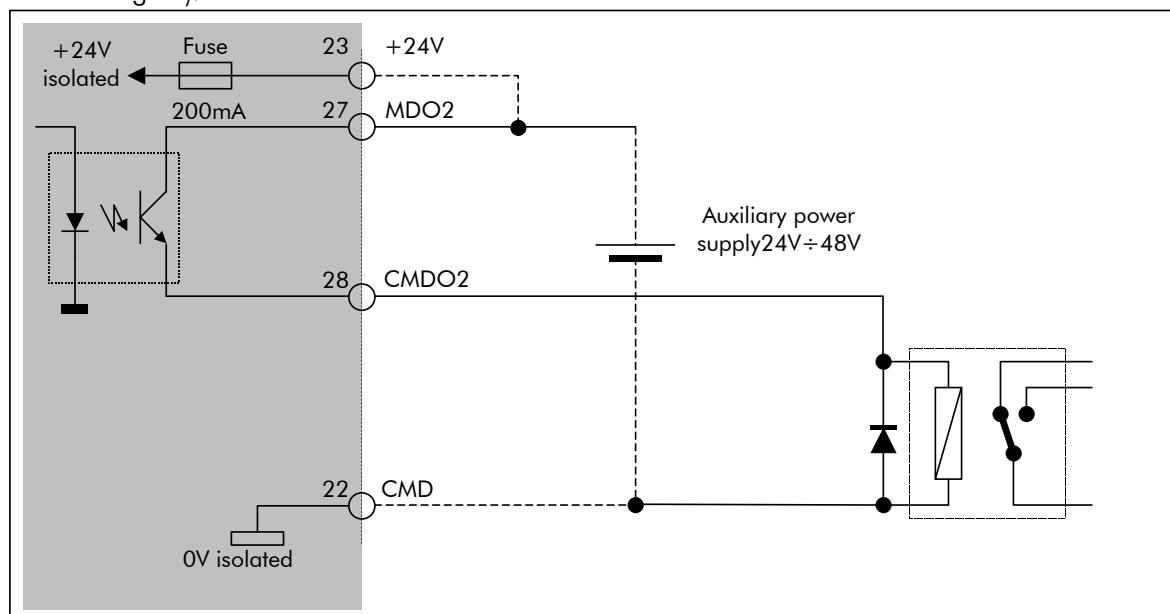 +24V
isolated
Fuse
200mA
23
+24V
27
MDO2
Auxiliary power
supply24V÷48V
28
CMDO2
22
CMD
0V isolated